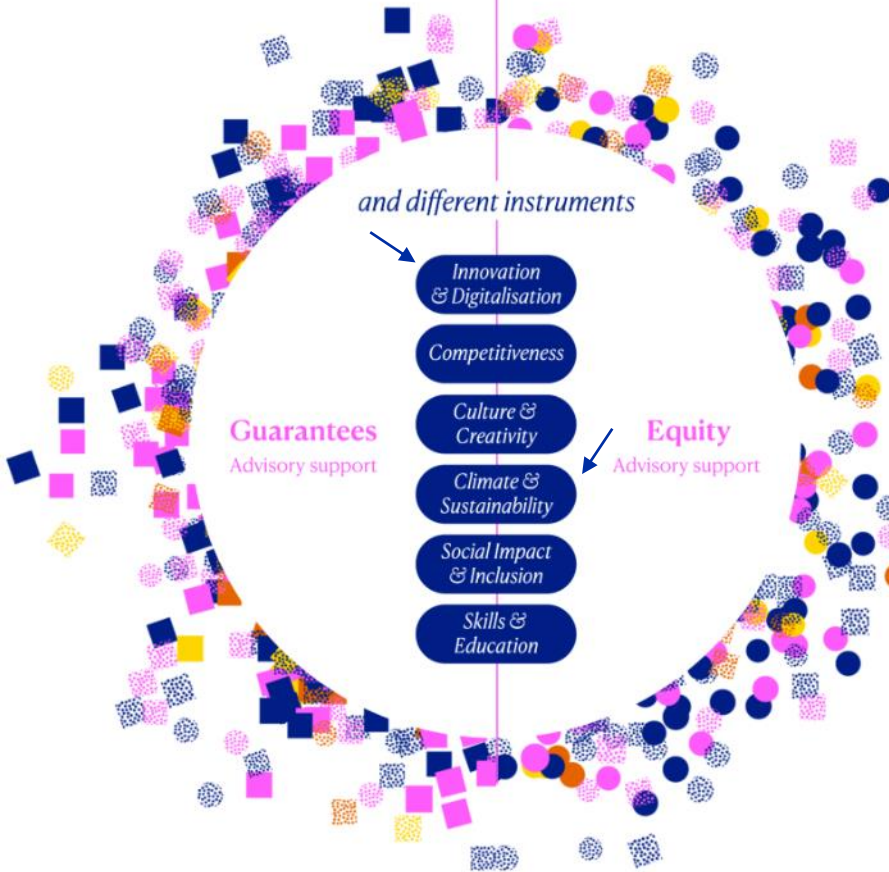 and different instruments
Innovation
& Digitalisation
Competitiveness
Culture &
Creativity
Guarantees
Advisory support
Equity
Advisory support
Climate &
Sustainability
Social Impact
& Inclusion
Skills &
Education